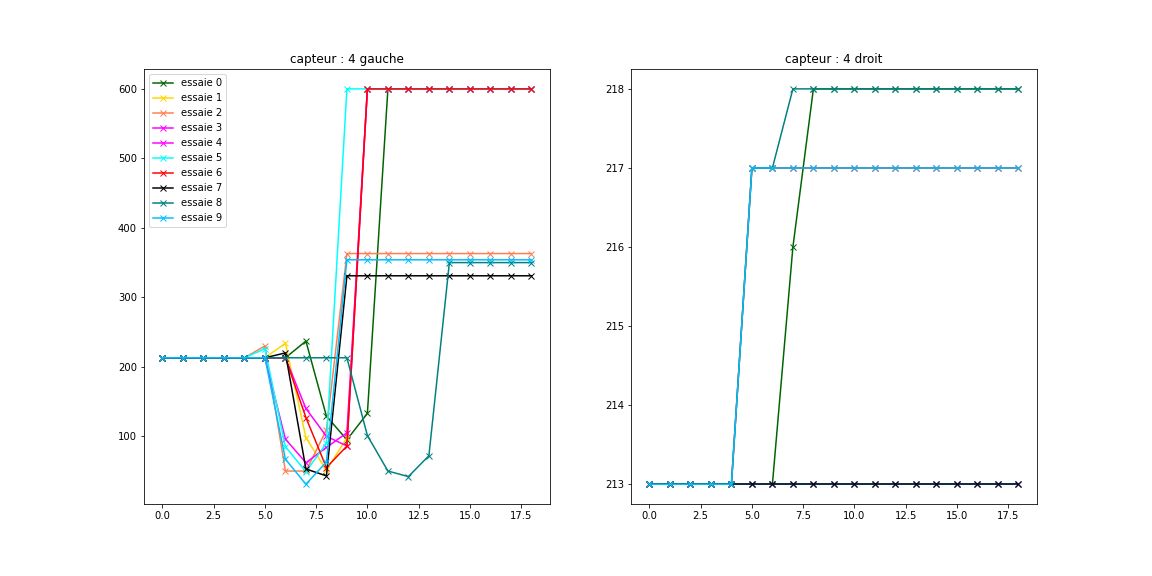 capteur : 4 gauche
600
500
400
300
200
100
0.0 2.5 5.0 7.5 10.0 12.5 15.0 17.5
essaie 0
essaie 1
essaie 2
essaie 3
essaie 4
essaie 5
essaie 6
essaie 7
essaie 8
essaie 9
capteur : 4 droit
218
217
216
215
214
213
0.0 2.5 5.0 7.5 10.0 12.5 15.0 17.5